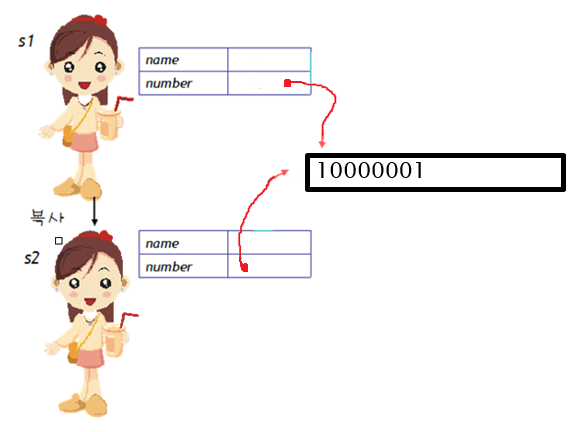 s1
name
number
10000001
복사
s2
name
number